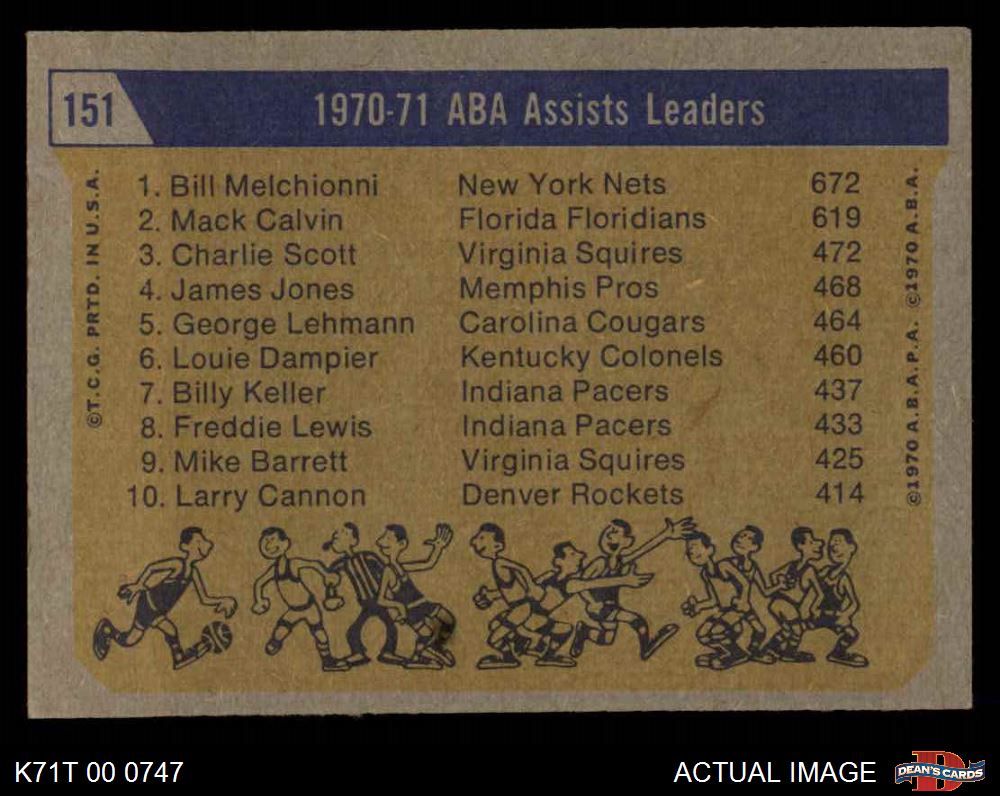 151
1970-71 ABA Assists Leaders
1. Bill Melchionni New York Nets 672
2. Mack Calvin Florida Floridians 619
3. Charlie Scott Virginia Squires 472
4. James Jones Memphis Pros 468
5. George Lehmann Carolina Cougars 464
6. Louie Dampier Kentucky Colonels 460
7. Billy Keller Indiana Pacers 437
8. Freddie Lewis Indiana Pacers 433
9. Mike Barrett Virginia Squires 425
10. Larry Cannon Denver Rockets 414
©T.C.G. PRTD. IN U.S.A.
©1970 A.B.A.P.A. ©1970 A.B.A.
K71T 00 0747
ACTUAL IMAGE
D
DEAN'S CARDS